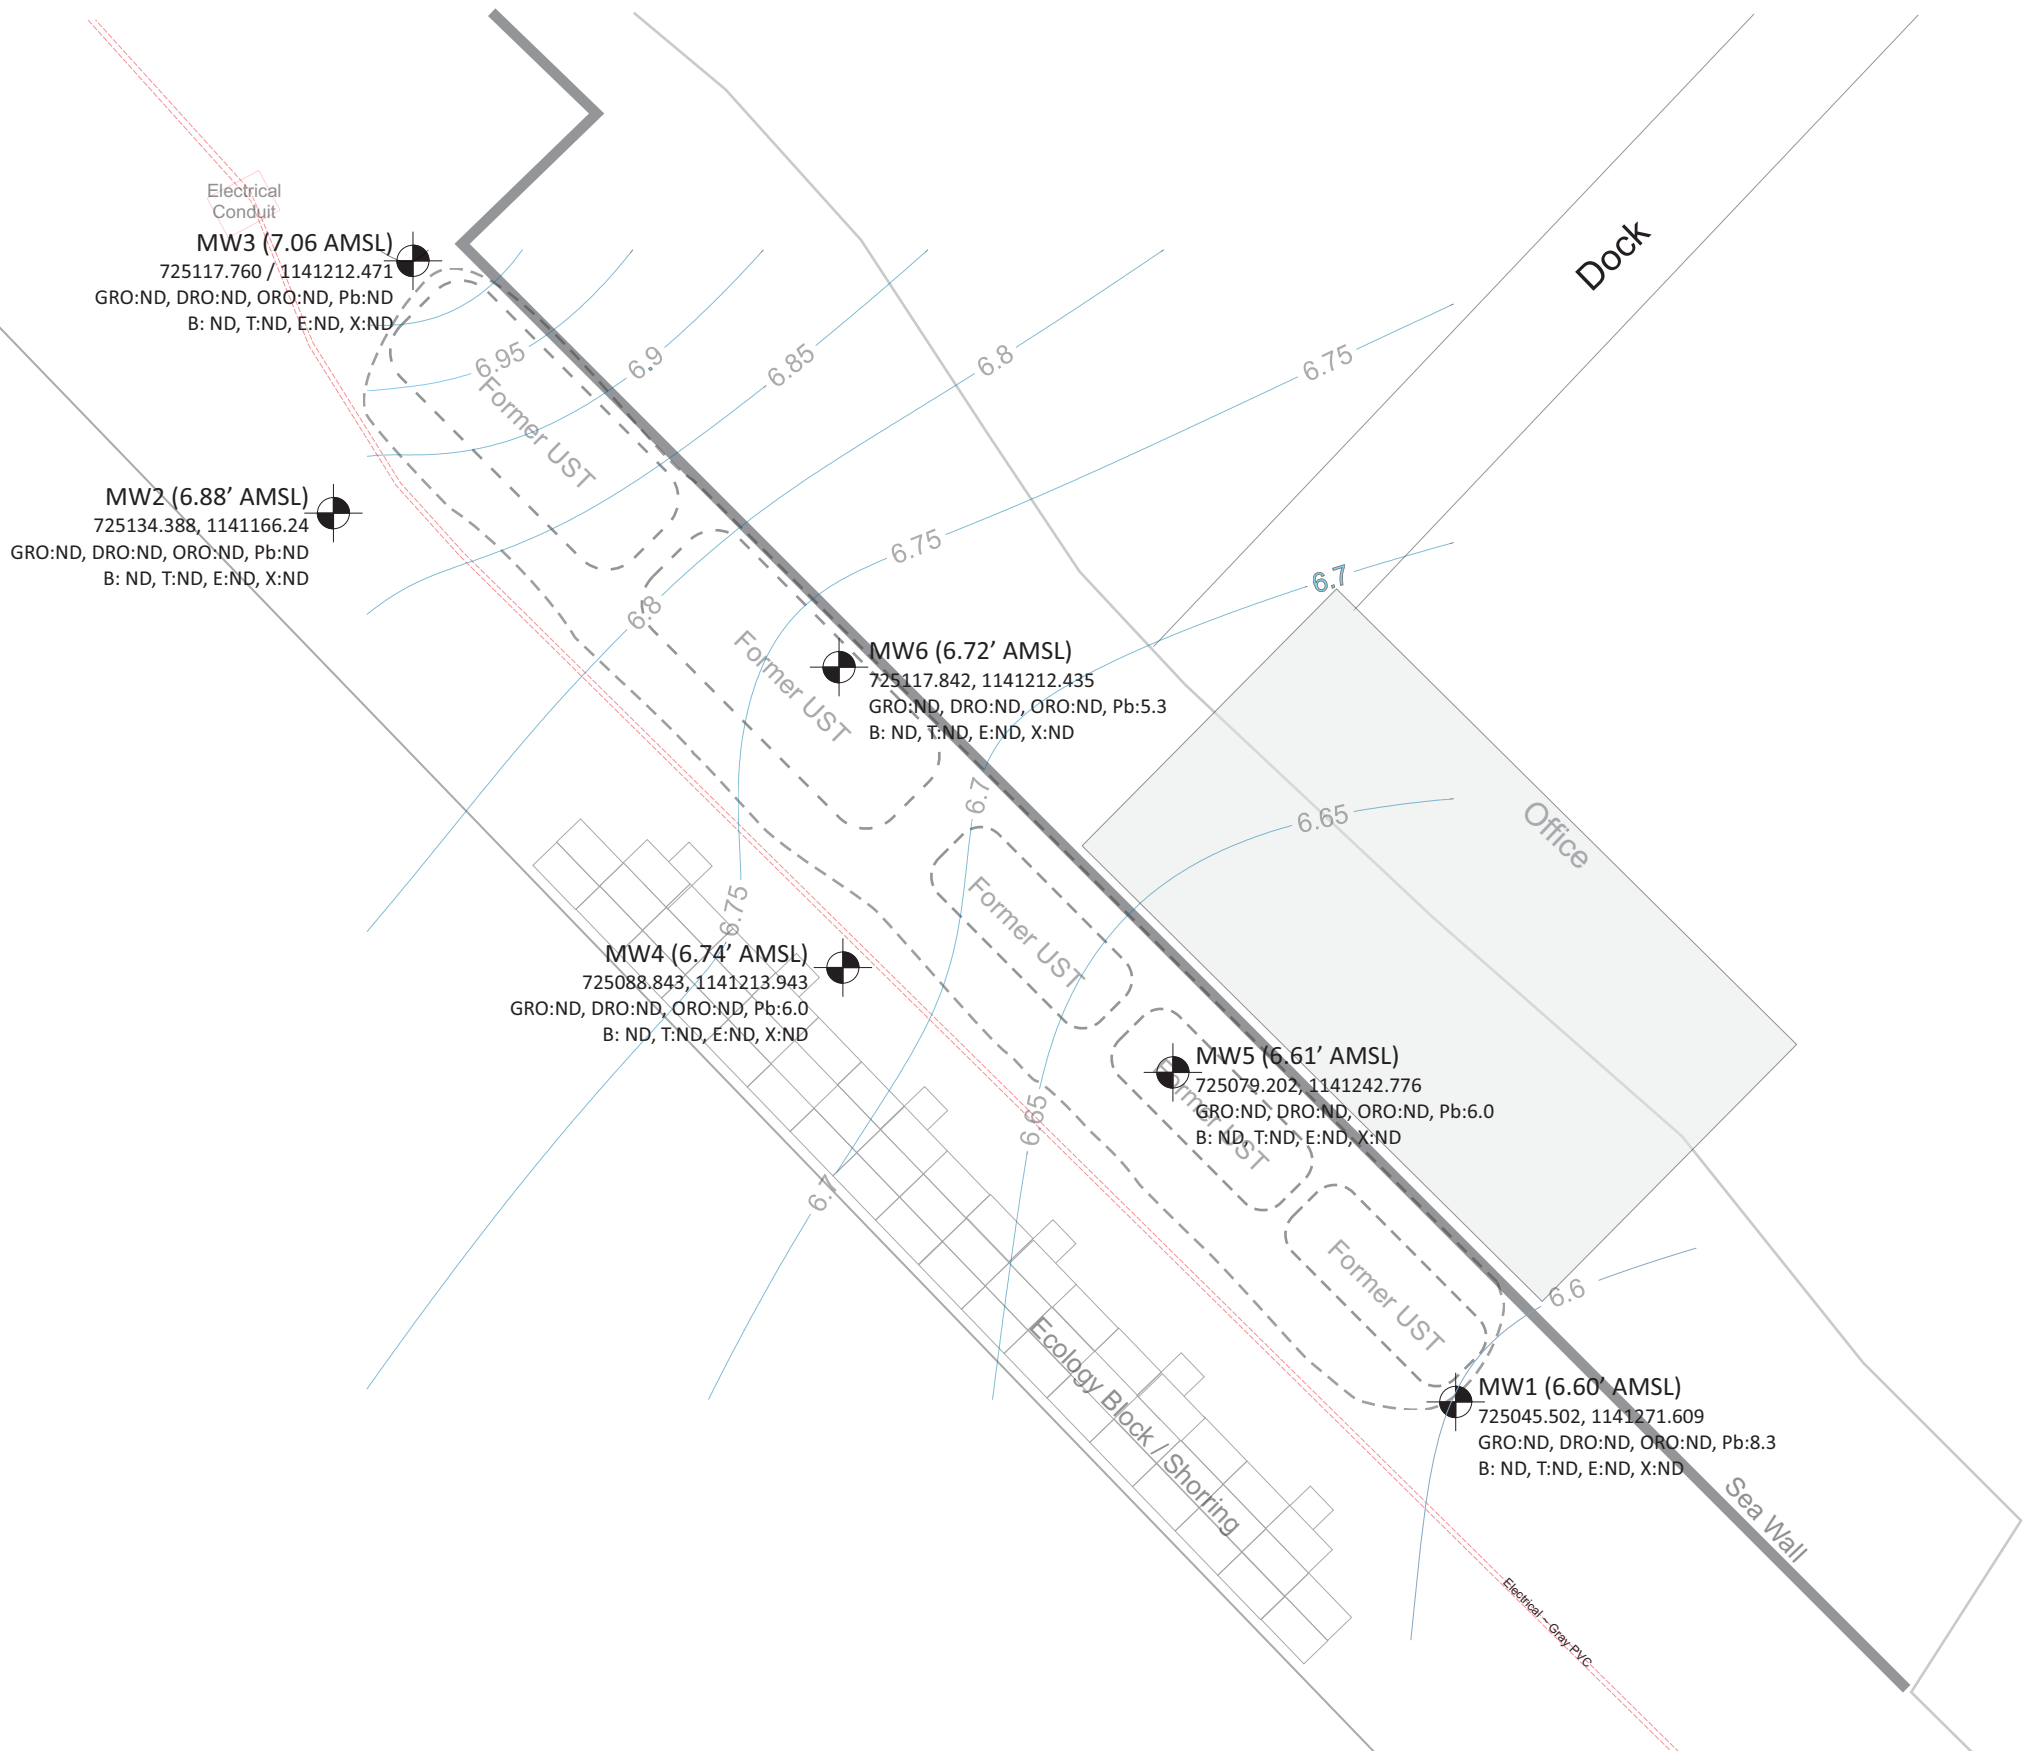 Electrical
Conduit
MW3 (7.06 AMSL)
725117.760 / 1141212.471
GRO:ND, DRO:ND, ORO:ND, Pb:ND
B: ND, T:ND, E:ND, X:ND
Dock
6.95
6.9
6.85
6.8
6.75
Former UST
MW2 (6.88’ AMSL)
725134.388, 1141166.24
GRO:ND, DRO:ND, ORO:ND, Pb:ND
B: ND, T:ND, E:ND, X:ND
6.75
6.7
6.8
Former UST
MW6 (6.72’ AMSL)
725117.842, 1141212.435
GRO:ND, DRO:ND, ORO:ND, Pb:5.3
B: ND, T:ND, E:ND, X:ND
6.7
6.65
Office
6.75
Former UST
MW4 (6.74’ AMSL)
725088.843, 1141213.943
GRO:ND, DRO:ND, ORO:ND, Pb:6.0
B: ND, T:ND, E:ND, X:ND
MW5 (6.61’ AMSL)
725079.202, 1141242.776
GRO:ND, DRO:ND, ORO:ND, Pb:6.0
B: ND, T:ND, E:ND, X:ND
Former UST
6.65
6.7
Former UST
6.6
Ecology Block / Shorring
MW1 (6.60’ AMSL)
725045.502, 1141271.609
GRO:ND, DRO:ND, ORO:ND, Pb:8.3
B: ND, T:ND, E:ND, X:ND
Sea Wall
Electrical ~ Gray PVC